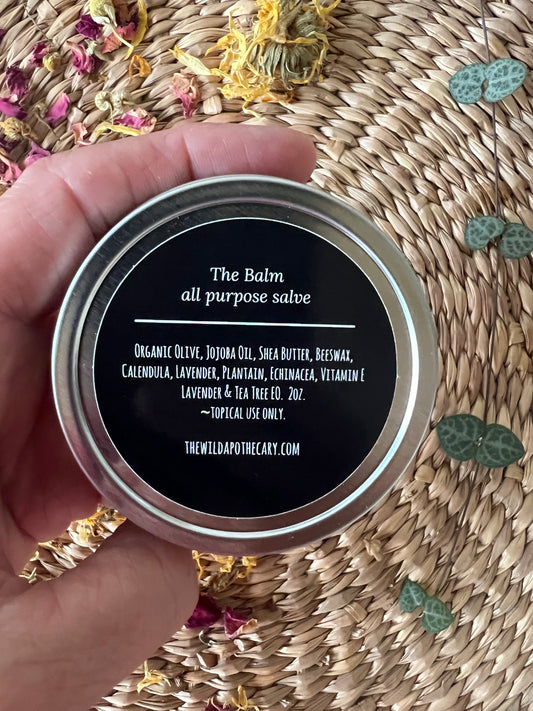 The Balm
all purpose salve
Organic Olive, Jojoba Oil, Shea Butter, Beeswax,
Calendula, Lavender, Plantain, Echinacea, Vitamin E
Lavender & Tea Tree EO. 2oz.
~topical use only.
thewildapothecary.com